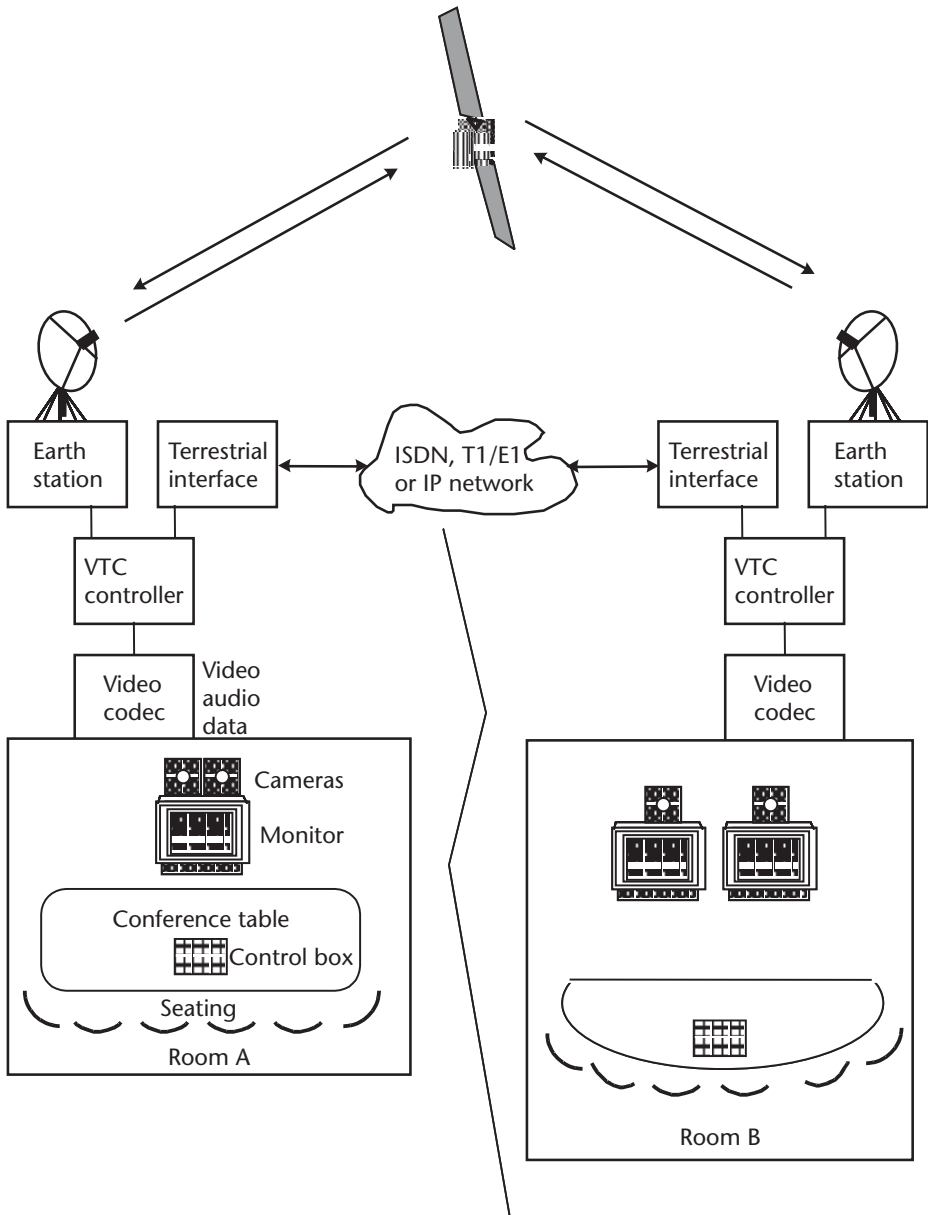 Earth
station
Terrestrial
interface
ISDN, T1/E1
or IP network
Terrestrial
interface
Earth
station
VTC
controller
VTC
controller
Video
codec
Video
audio
data
Video
codec
Cameras
Monitor
Conference table
Control box
Seating
Room A
Room B